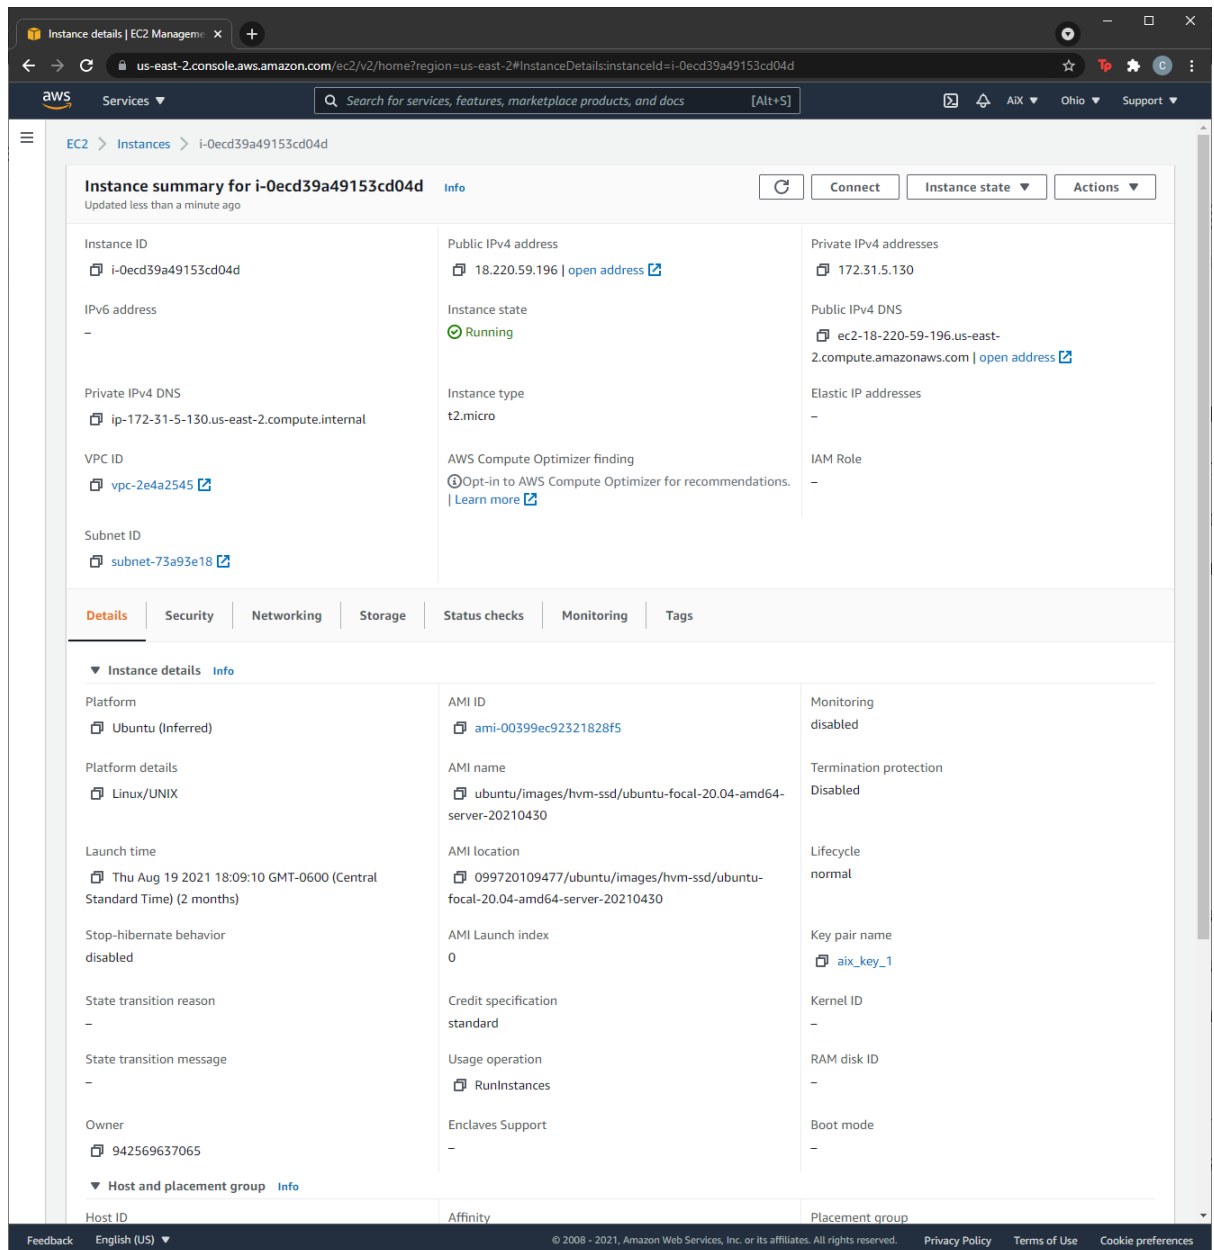 Instance details | EC2 Manageme
us-east-2.console.aws.amazon.com/ec2/v2/home?region=us-east-2#InstanceDetails:instanceId=i-0ecd39a49153cd04d
Tp
C
aws Services ▼ Search for services, features, marketplace products, and docs [Alt+S] AiX ▼ Ohio ▼ Support ▼
EC2 > Instances > i-0ecd39a49153cd04d
Instance summary for i-0ecd39a49153cd04d Info
Updated less than a minute ago
Connect Instance state ▼ Actions ▼
Instance ID
i-0ecd39a49153cd04d
Public IPv4 address
18.220.59.196 | open address
Private IPv4 addresses
172.31.5.130
IPv6 address
–
Instance state
Running
Public IPv4 DNS
ec2-18-220-59-196.us-east-
2.compute.amazonaws.com | open address
Private IPv4 DNS
ip-172-31-5-130.us-east-2.compute.internal
Instance type
t2.micro
Elastic IP addresses
–
VPC ID
vpc-2e4a2545
AWS Compute Optimizer finding
Opt-in to AWS Compute Optimizer for recommendations.
| Learn more
IAM Role
–
Subnet ID
subnet-73a93e18
Details Security Networking Storage Status checks Monitoring Tags
▼ Instance details Info
Platform
Ubuntu (Inferred)
AMI ID
ami-00399ec92321828f5
Monitoring
disabled
Platform details
Linux/UNIX
AMI name
ubuntu/images/hvm-ssd/ubuntu-focal-20.04-amd64-
server-20210430
Termination protection
Disabled
Launch time
Thu Aug 19 2021 18:09:10 GMT-0600 (Central
Standard Time) (2 months)
AMI location
099720109477/ubuntu/images/hvm-ssd/ubuntu-
focal-20.04-amd64-server-20210430
Lifecycle
normal
Stop-hibernate behavior
disabled
AMI Launch index
0
Key pair name
aix_key_1
State transition reason
–
Credit specification
standard
Kernel ID
–
State transition message
–
Usage operation
RunInstances
RAM disk ID
–
Owner
942569637065
Enclaves Support
–
Boot mode
–
▼ Host and placement group Info
Host ID
Affinity
Placement group
Feedback English (US) ▼ © 2008 - 2021, Amazon Web Services, Inc. or its affiliates. All rights reserved. Privacy Policy Terms of Use Cookie preferences